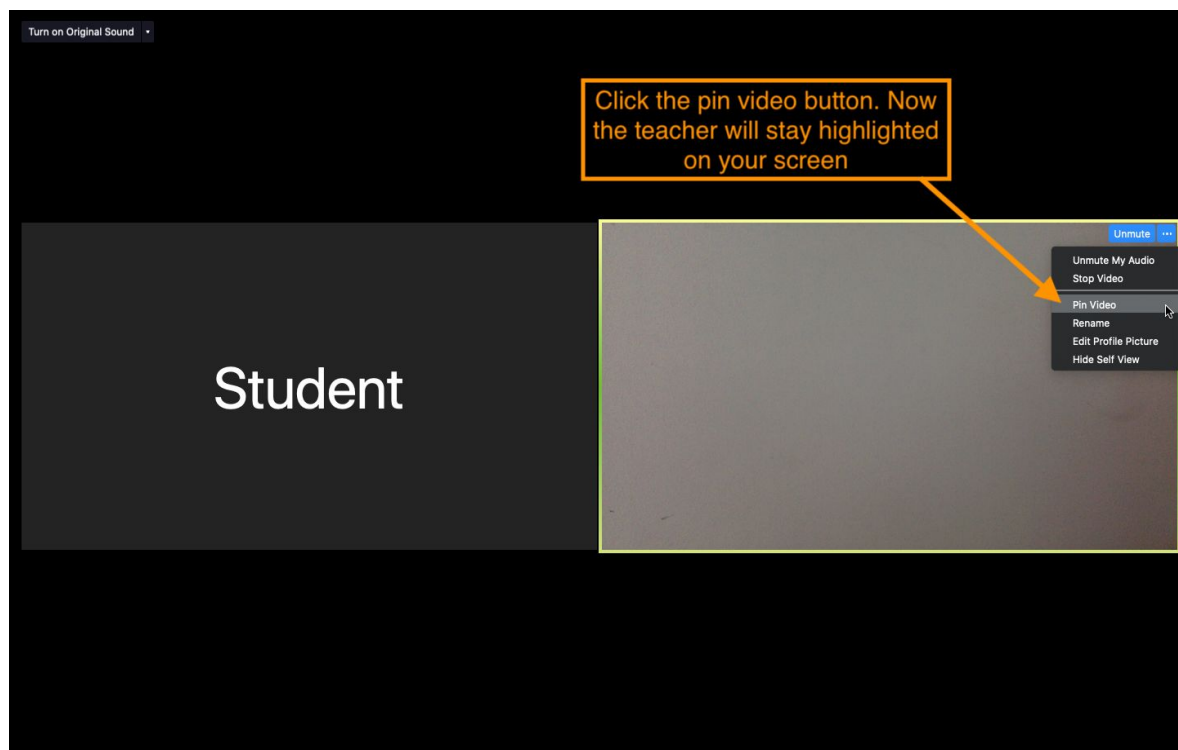 Turn on Original Sound
Click the pin video button. Now
the teacher will stay highlighted
on your screen
Unmute ...
Unmute My Audio
Stop Video
Pin Video
Rename
Edit Profile Picture
Hide Self View
Student